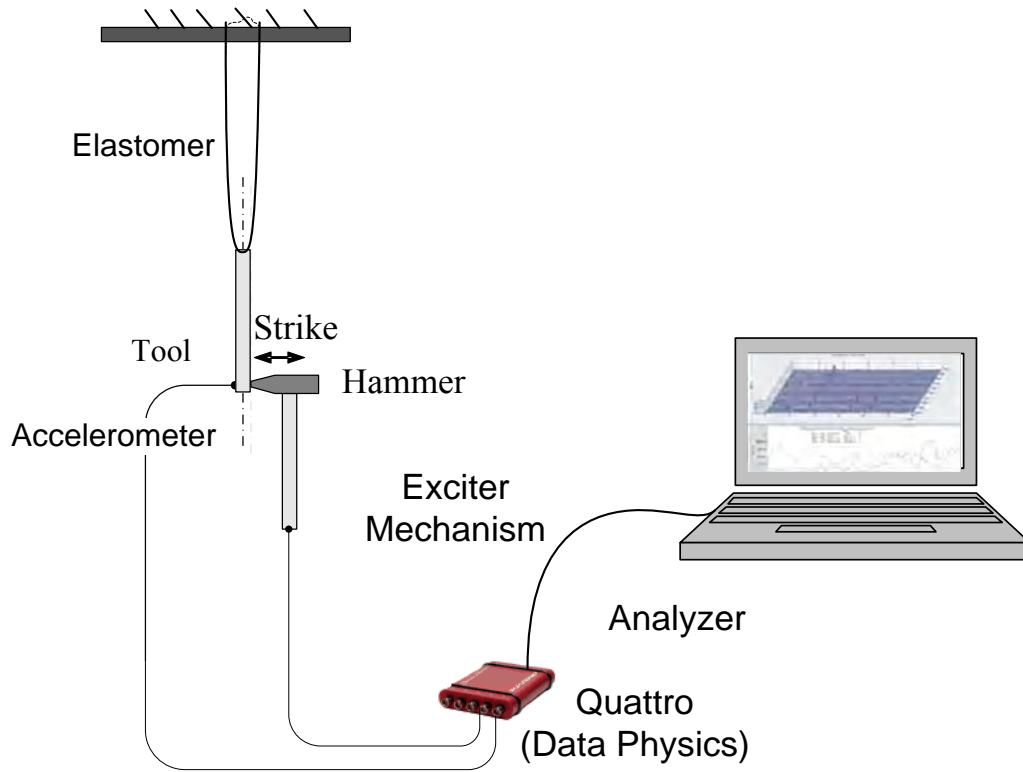 Elastomer
Strike
Tool
Hammer
Accelerometer
Exciter
Mechanism
Analyzer
Quattro
(Data Physics)